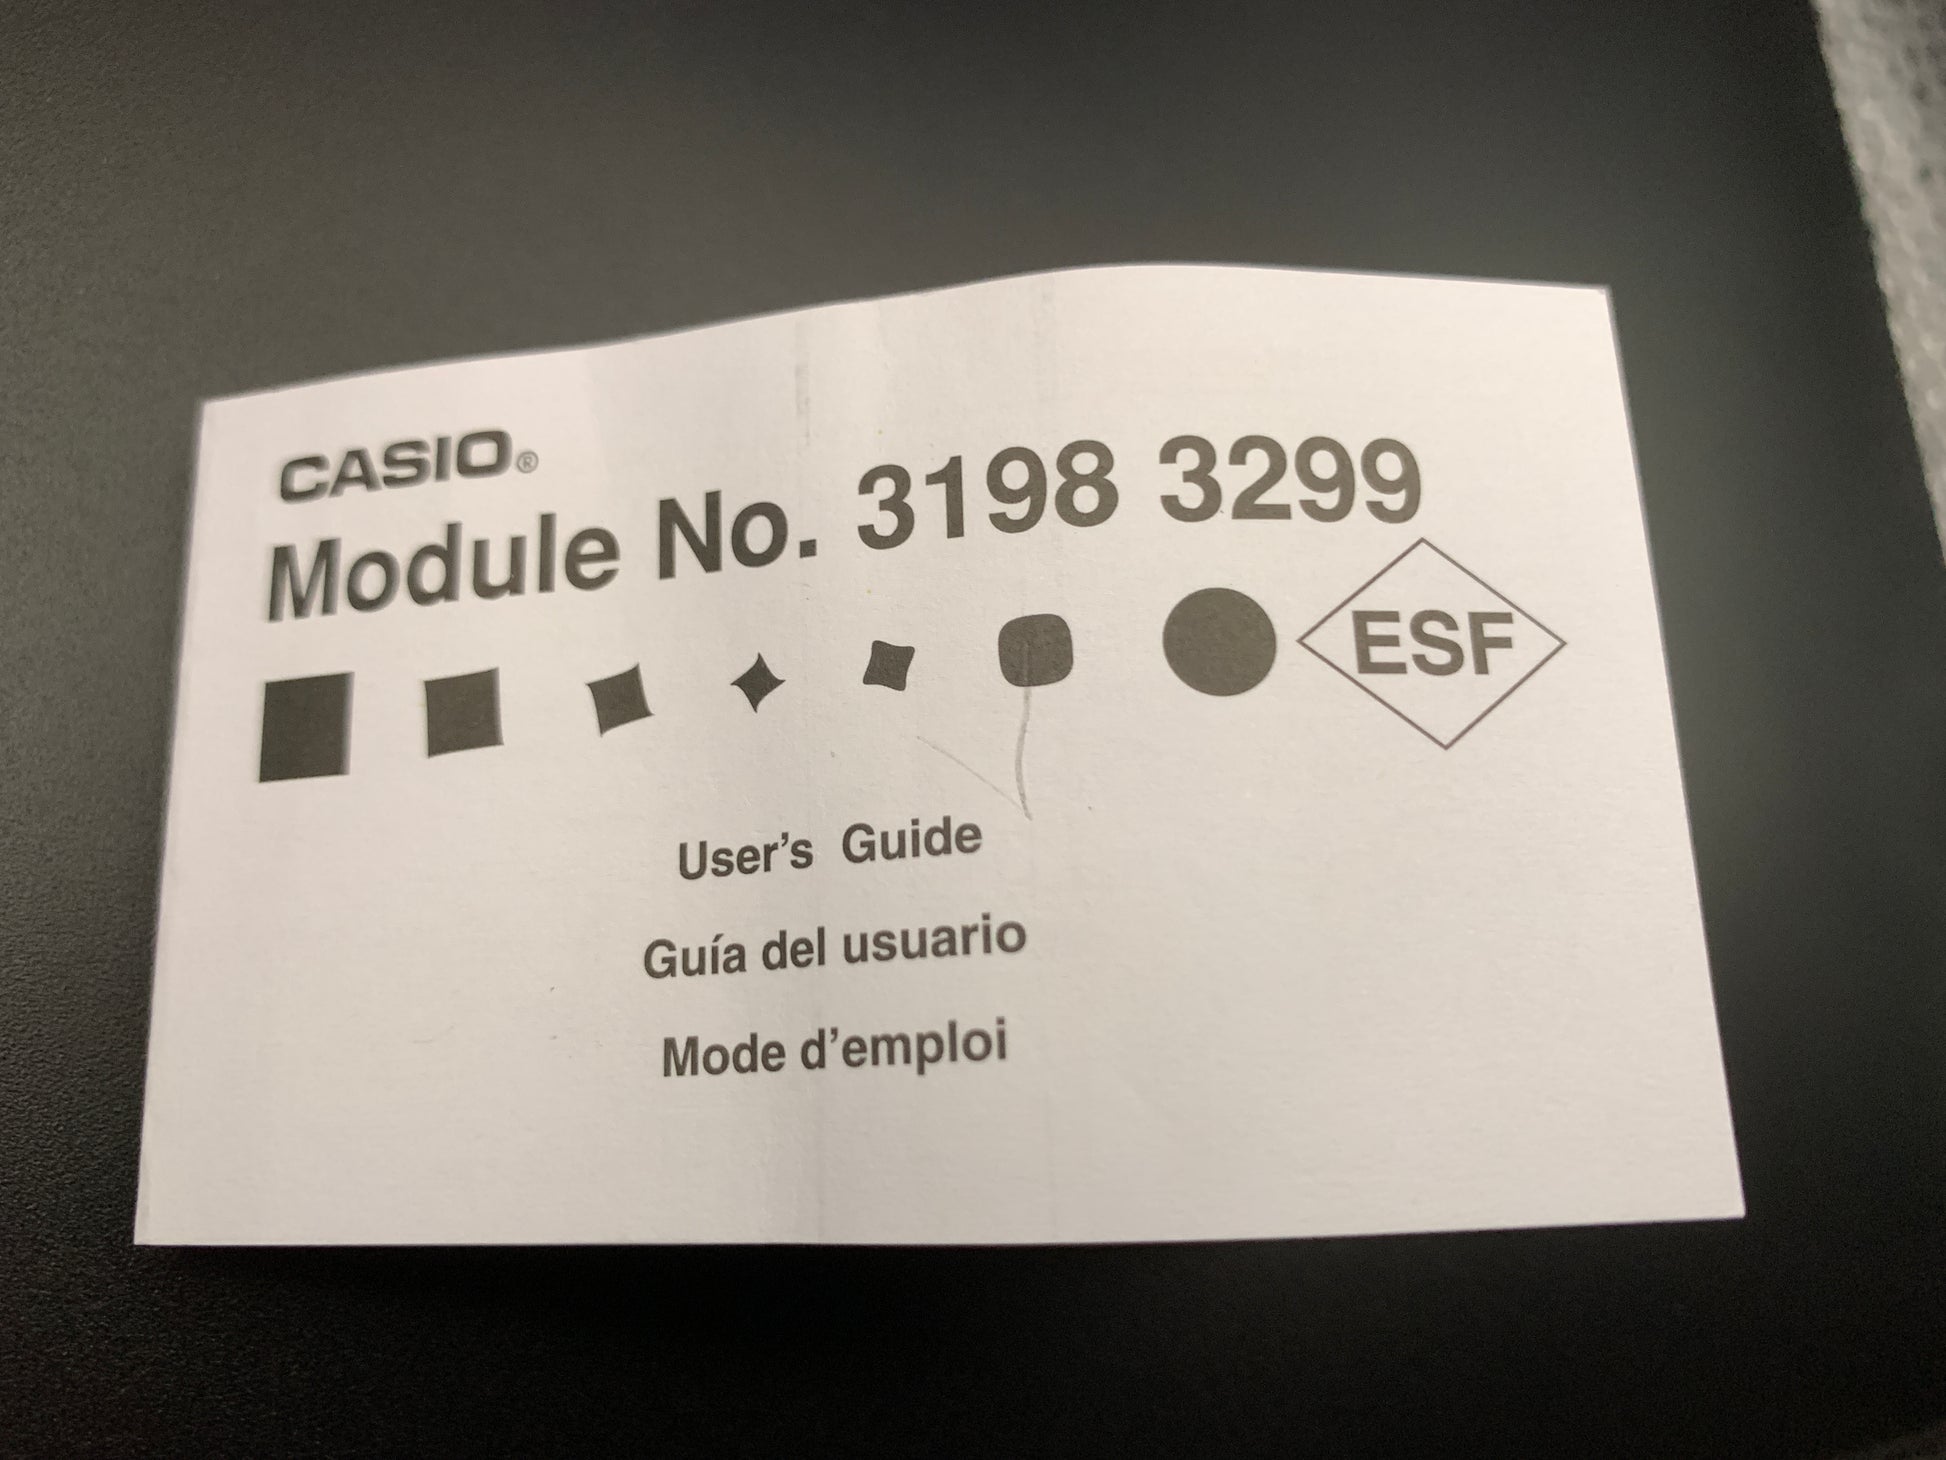 CASIO®
Module No. 3198 3299
ESF
User's Guide
Guía del usuario
Mode d'emploi